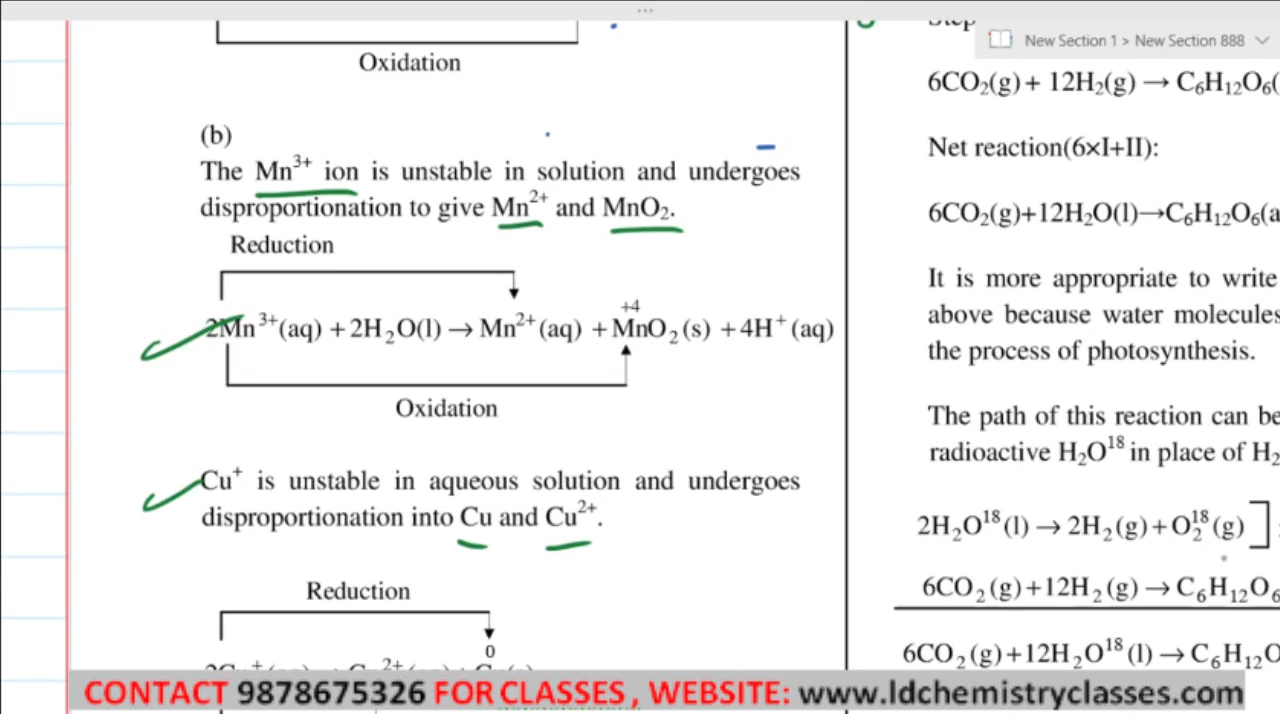 New Section 1 > New Section 888
Oxidation
(b)
The Mn³⁺ ion is unstable in solution and undergoes
disproportionation to give Mn²⁺ and MnO₂.
Reduction
+4
2Mn³⁺(aq) + 2H₂O(l) → Mn²⁺(aq) + MnO₂(s) + 4H⁺(aq)
Oxidation
Cu⁺ is unstable in aqueous solution and undergoes
disproportionation into Cu and Cu²⁺.
Reduction
0
6CO₂(g) + 12H₂(g) → C₆H₁₂O₆(
Net reaction(6×I+II):
6CO₂(g)+12H₂O(l)→C₆H₁₂O₆(a
It is more appropriate to write
above because water molecules
the process of photosynthesis.
The path of this reaction can be
radioactive H₂O¹⁸ in place of H₂
2H₂O¹⁸(l) → 2H₂(g) + O₂¹⁸(g)]
6CO₂(g)+12H₂(g) → C₆H₁₂O₆
6CO₂(g)+12H₂O¹⁸(l) → C₆H₁₂O
CONTACT 9878675326 FOR CLASSES , WEBSITE: www.ldchemistryclasses.com